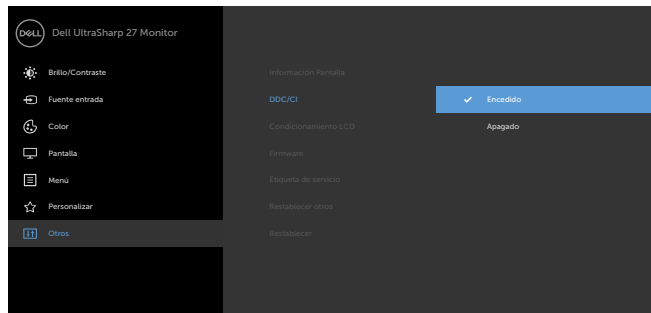 DELL Dell UltraSharp 27 Monitor
Brillo/Contraste
Fuente entrada
Color
Pantalla
Menú
Personalizar
Otros
Información Pantalla
DDC/CI
Condicionamiento LCD
Firmware
Etiqueta de servicio
Restablecer otros
Restablecer
Encedido
Apagado